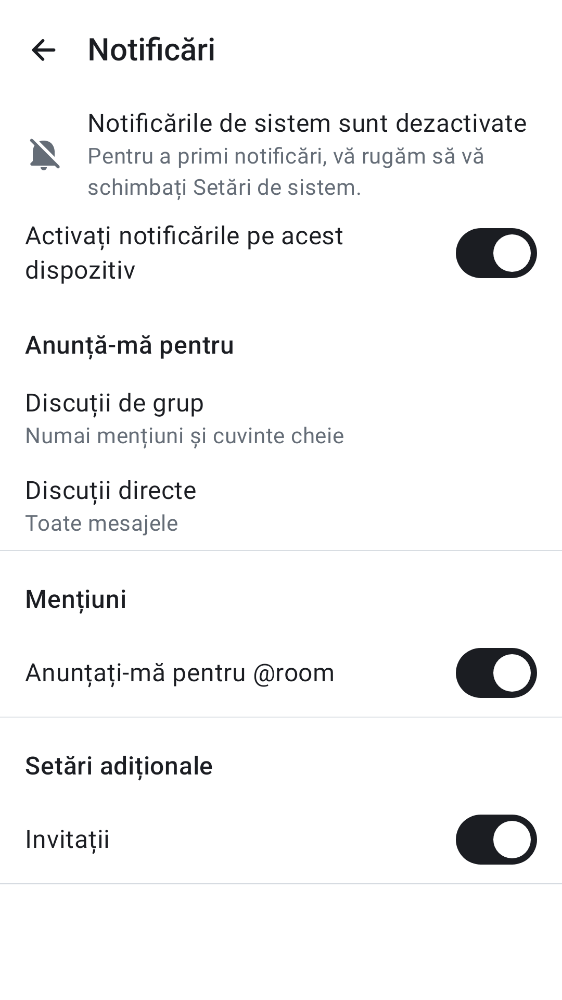 Notificări
Notificările de sistem sunt dezactivate
Pentru a primi notificări, vă rugăm să vă
schimbați Setări de sistem.
Activați notificările pe acest
dispozitiv
Anunță-mă pentru
Discuții de grup
Numai mențiuni și cuvinte cheie
Discuții directe
Toate mesajele
Mențiuni
Anunțați-mă pentru @room
Setări adiționale
Invitații